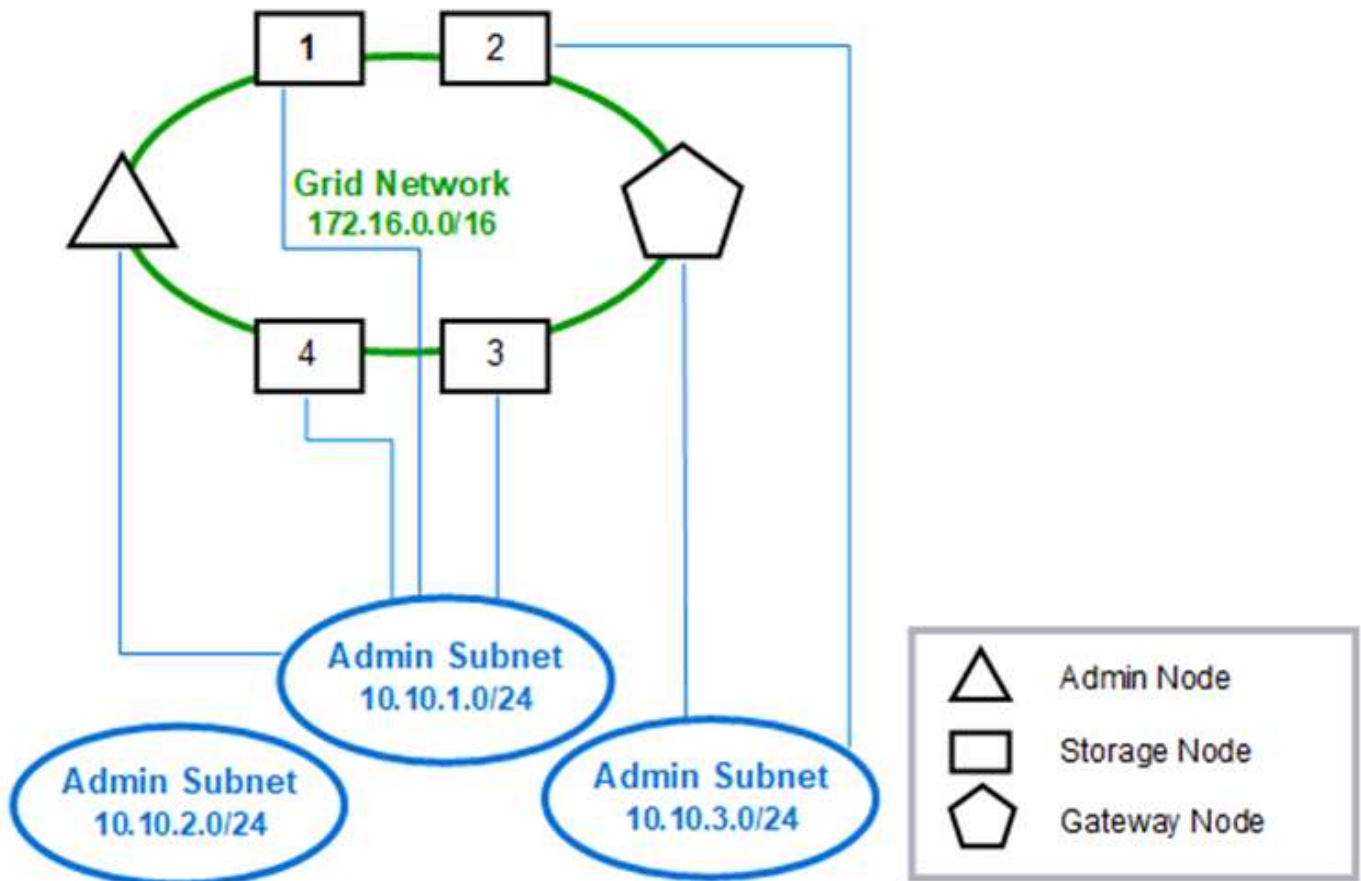 1
2
Grid Network
172.16.0.0/16
4
3
Admin Subnet
10.10.1.0/24
Admin Subnet
10.10.2.0/24
Admin Subnet
10.10.3.0/24
Admin Node
Storage Node
Gateway Node